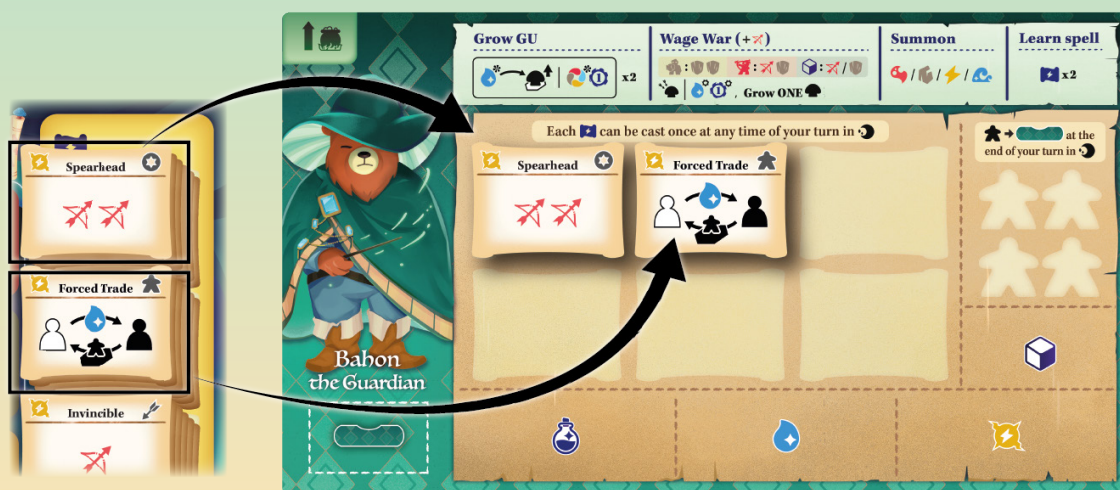 Spearhead
Forced Trade
Invincible
Grow GU
x2
Wage War (+ )
: 
: 
: /
| , Grow ONE
Summon
/ / /
Learn spell
x2
Each can be cast once at any time of your turn in
Spearhead
Forced Trade
at the
end of your turn in
Bahon
the Guardian